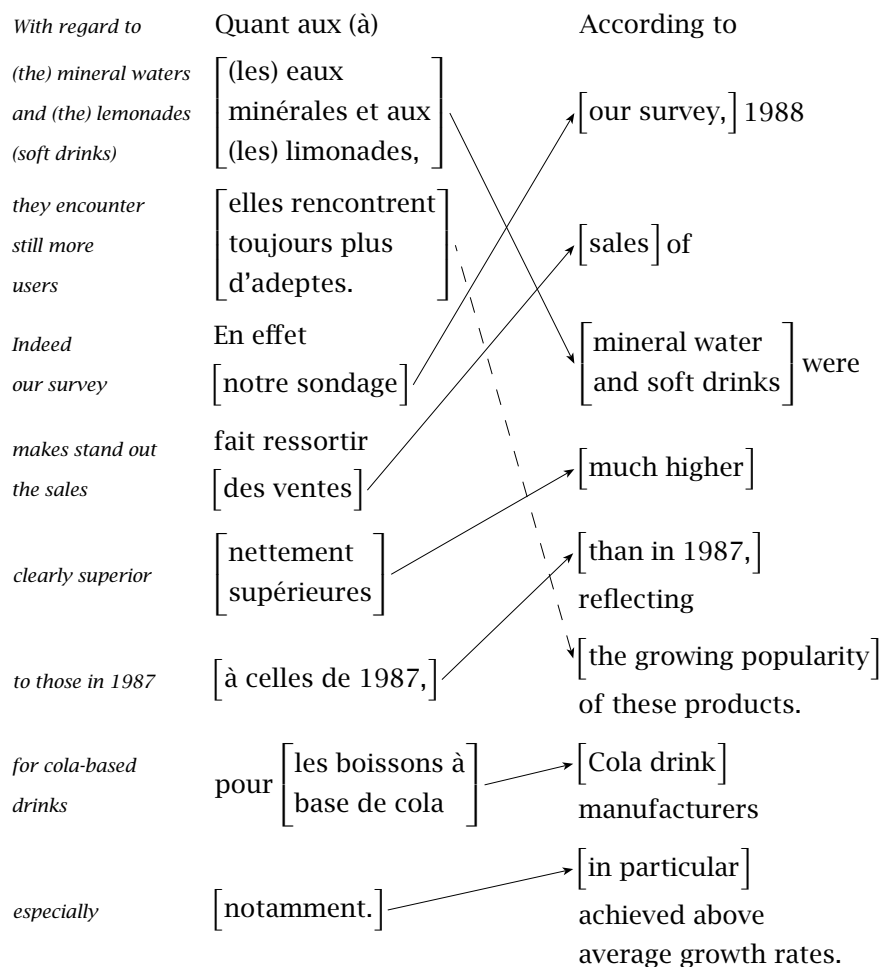 With regard to
Quant aux (à)
According to
(the) mineral waters
and (the) lemonades
(soft drinks)
[(les) eaux
minérales et aux
(les) limonades,]
[our survey,] 1988
they encounter
still more
users
[elles rencontrent
toujours plus
d'adeptes.]
[sales] of
Indeed
our survey
En effet
[notre sondage]
[mineral water
and soft drinks] were
makes stand out
the sales
fait ressortir
[des ventes]
[much higher]
clearly superior
[nettement
supérieures]
[than in 1987,]
reflecting
to those in 1987
[à celles de 1987,]
[the growing popularity]
of these products.
for cola-based
drinks
pour [les boissons à
base de cola]
[Cola drink]
manufacturers
especially
[notamment.]
[in particular]
achieved above
average growth rates.